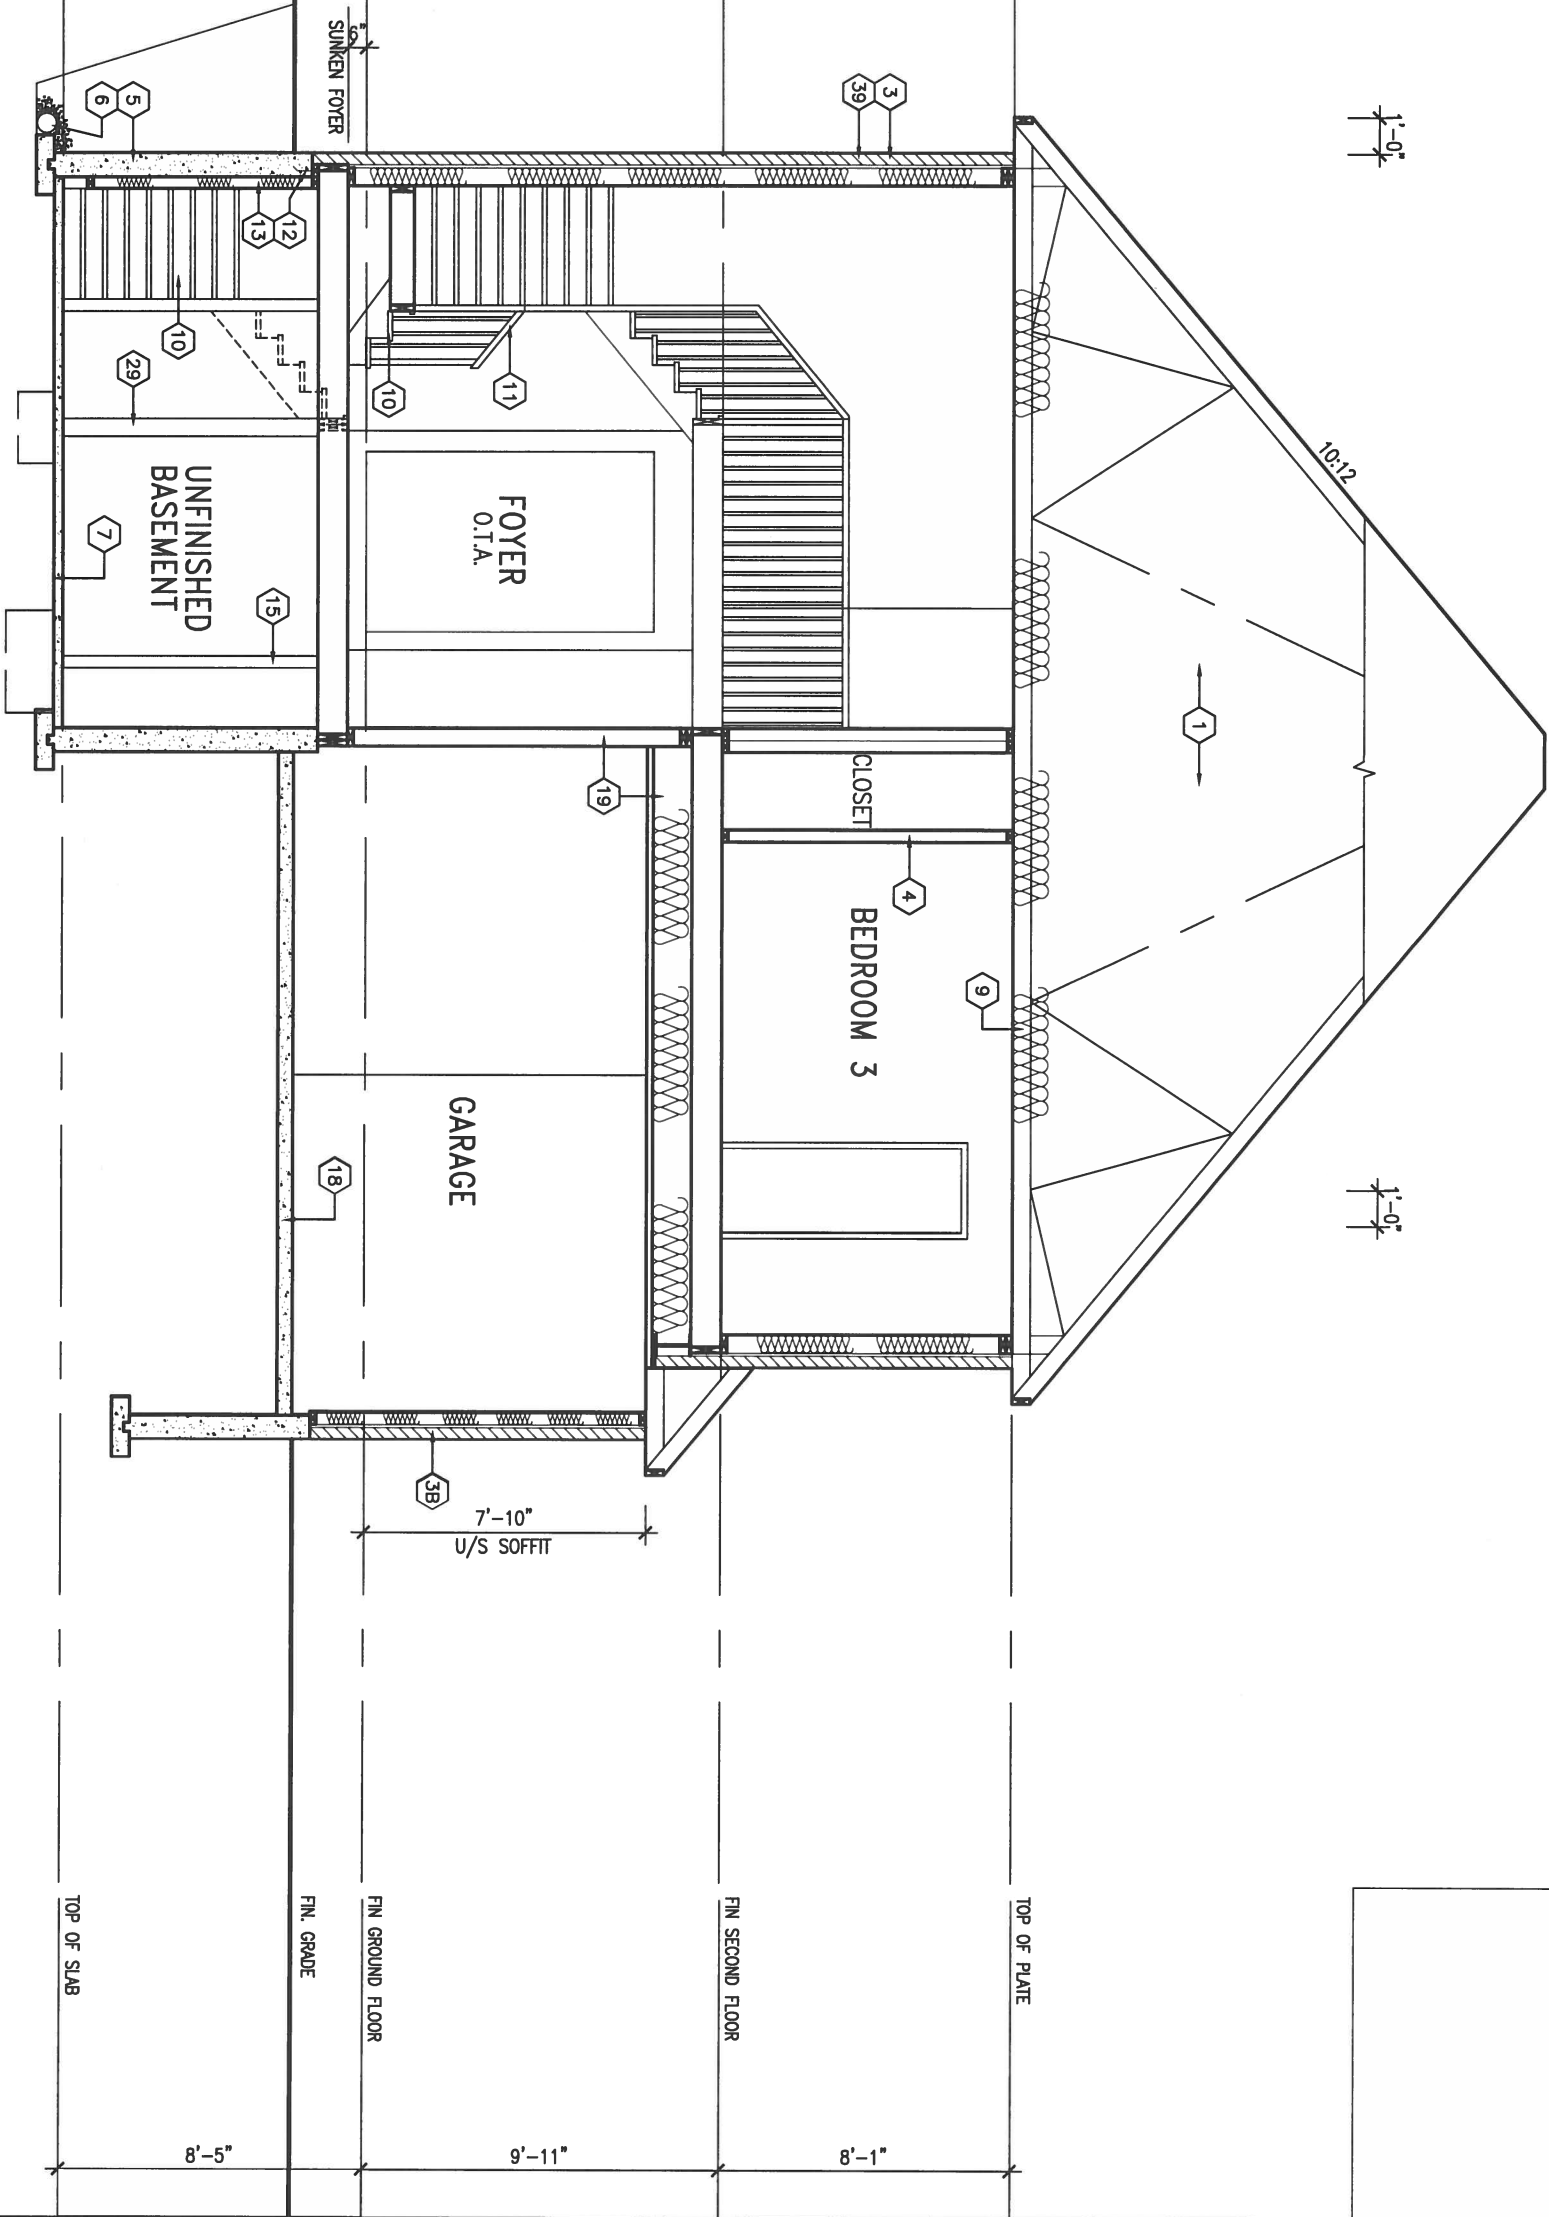 1'-0"
1'-0"
10:12
1
9
TOP OF PLATE
3
39
CLOSET
4
BEDROOM 3
8'-1"
FIN SECOND FLOOR
19
11
FOYER
O.T.A.
10
GARAGE
3B
7'-10"
U/S SOFFIT
9'-11"
6"
SUNKEN FOYER
FIN GROUND FLOOR
18
FIN. GRADE
12
13
15
10
29
UNFINISHED
BASEMENT
7
5
6
8'-5"
TOP OF SLAB